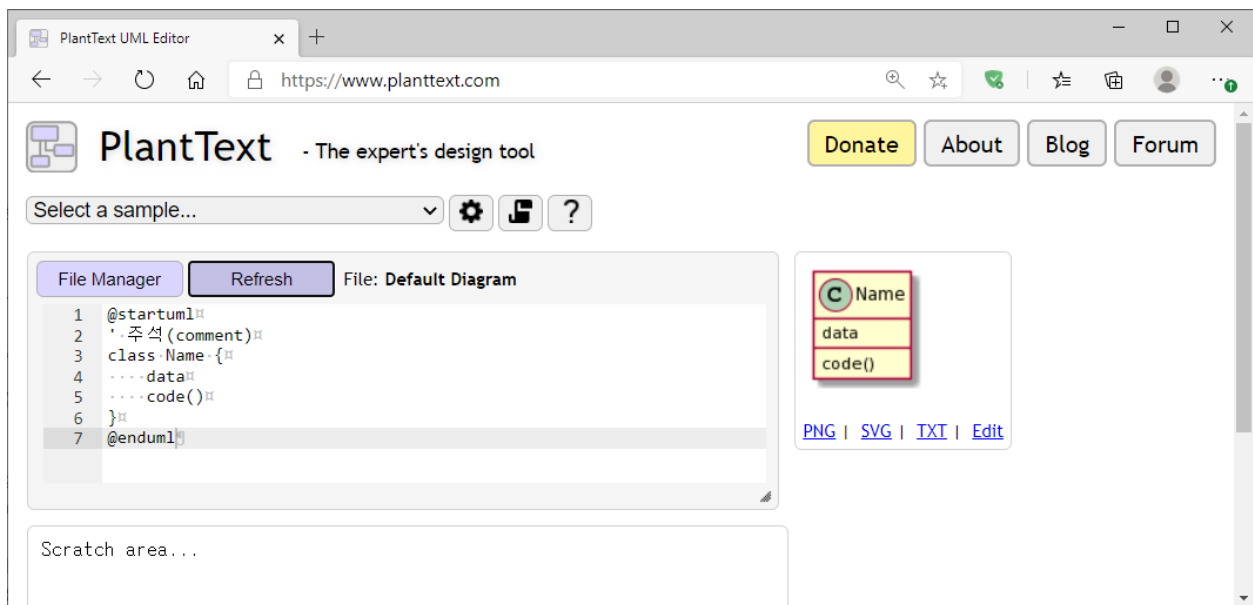 PlantText UML Editor
https://www.planttext.com
PlantText - The expert's design tool
Donate About Blog Forum
Select a sample... ?
File Manager Refresh File: Default Diagram
1 @startuml
2 ' 주석(comment)
3 class Name {
4     data
5     code()
6 }
7 @enduml
C Name
data
code()
PNG | SVG | TXT | Edit
Scratch area...